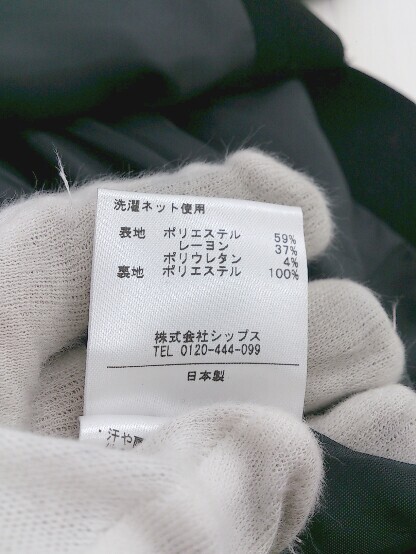 洗濯ネット使用
表地 ポリエステル 59%
レーヨン 37%
ポリウレタン 4%
裏地 ポリエステル 100%
株式会社シップス
TEL 0120-444-099
日本製
・汗や